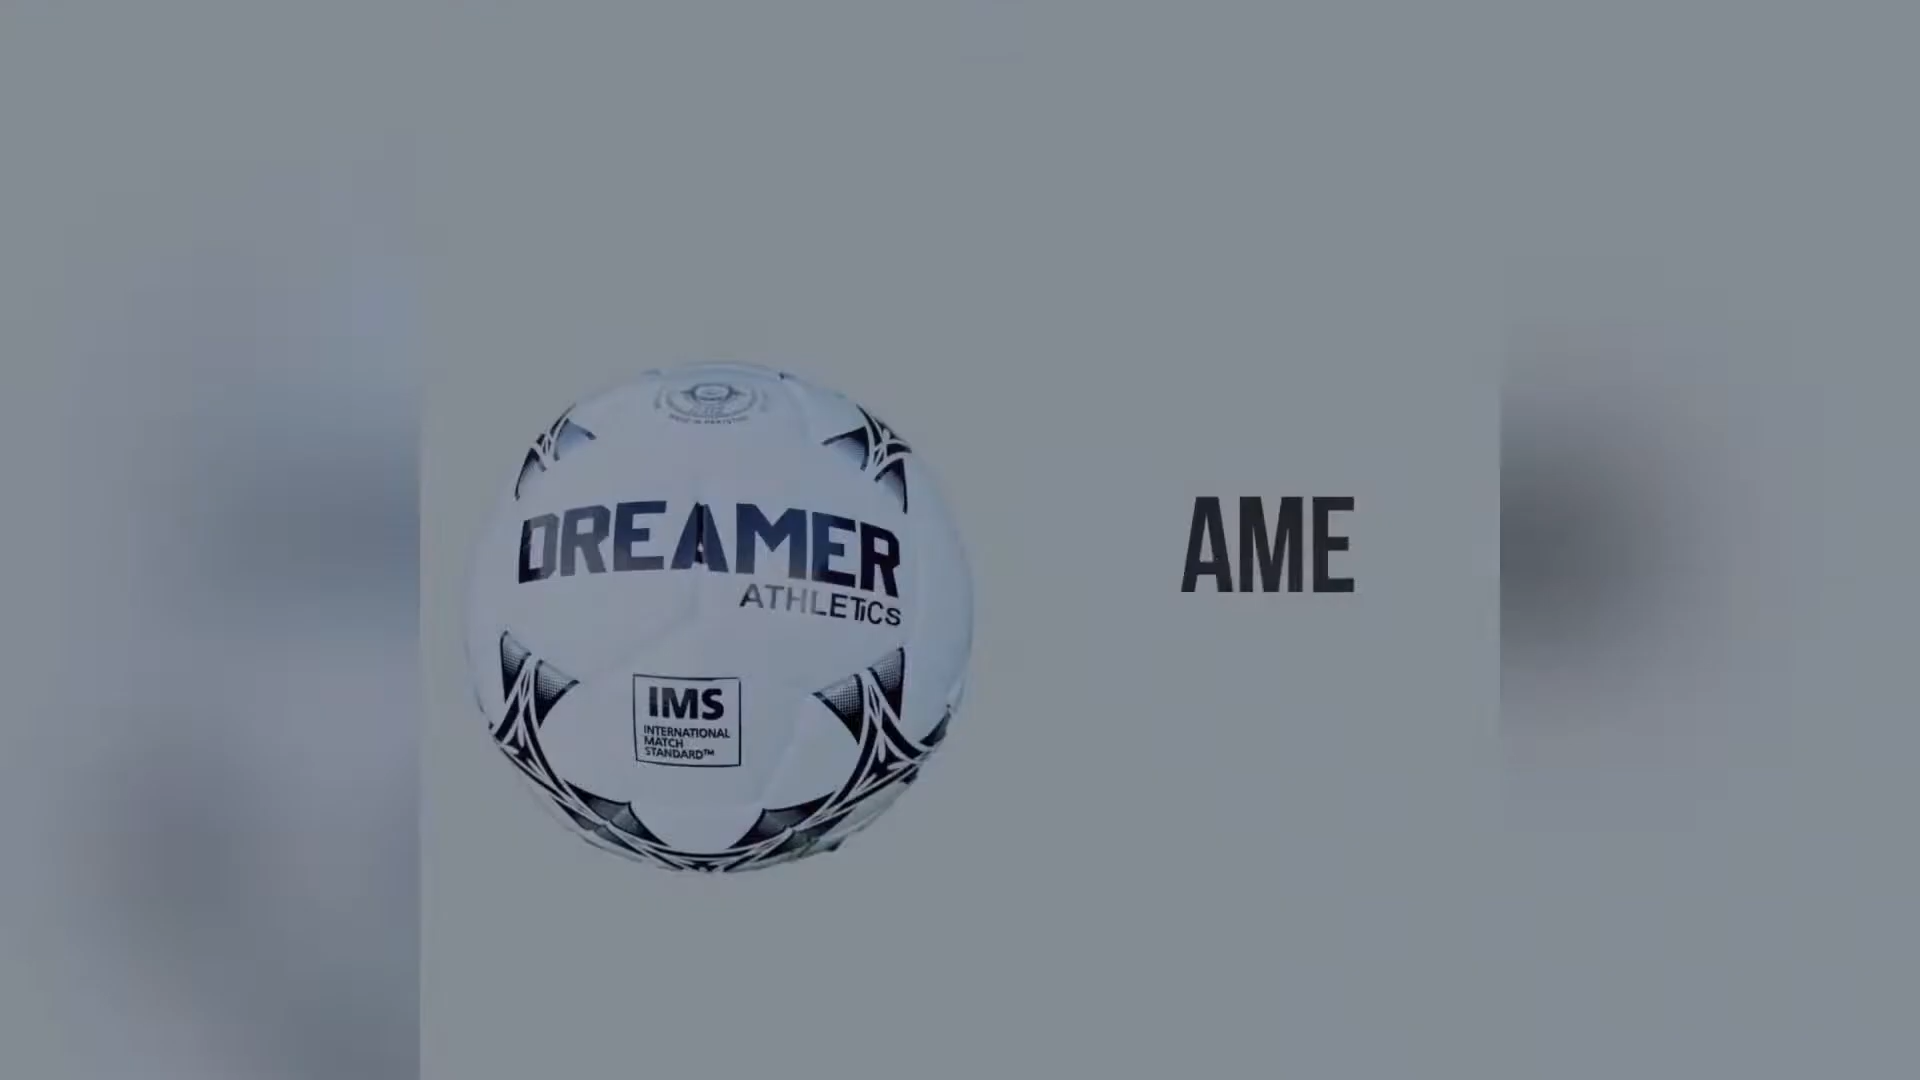 DREAMER
ATHLETiCS
IMS
INTERNATIONAL
MATCH
STANDARD™
AME